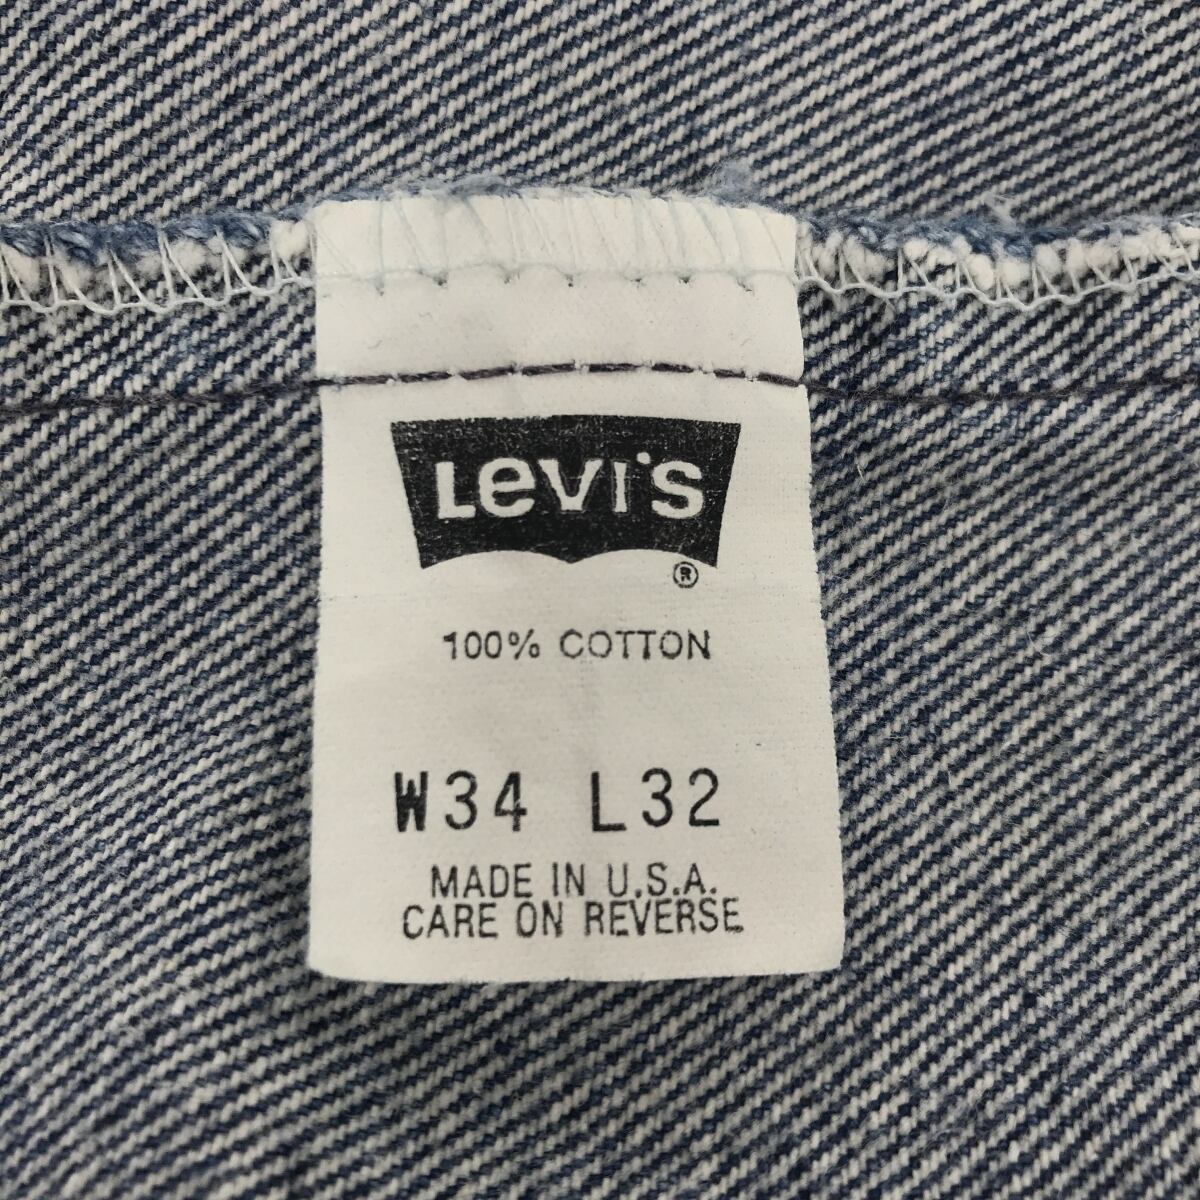 LEVI'S
®
100% COTTON
W34 L32
MADE IN U.S.A.
CARE ON REVERSE